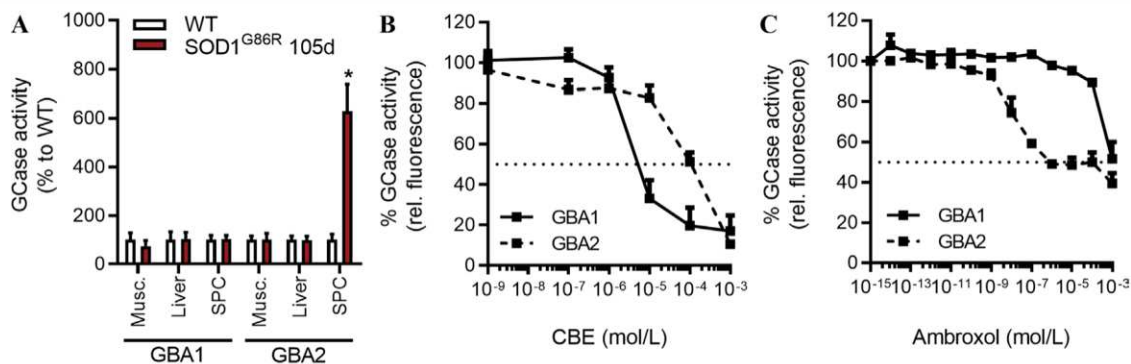 A
GCase activity
(% to WT)
1000
800
600
400
200
0
WT
SOD1G86R 105d
*
Musc.
Liver
SPC
Musc.
Liver
SPC
GBA1
GBA2
B
% GCase activity
(rel. fluorescence)
120
100
80
60
40
20
0
GBA1
GBA2
10-9 10-8 10-7 10-6 10-5 10-4 10-3
CBE (mol/L)
C
% GCase activity
(rel. fluorescence)
120
100
80
60
40
20
0
GBA1
GBA2
10-15 10-13 10-11 10-9 10-7 10-5 10-3
Ambroxol (mol/L)